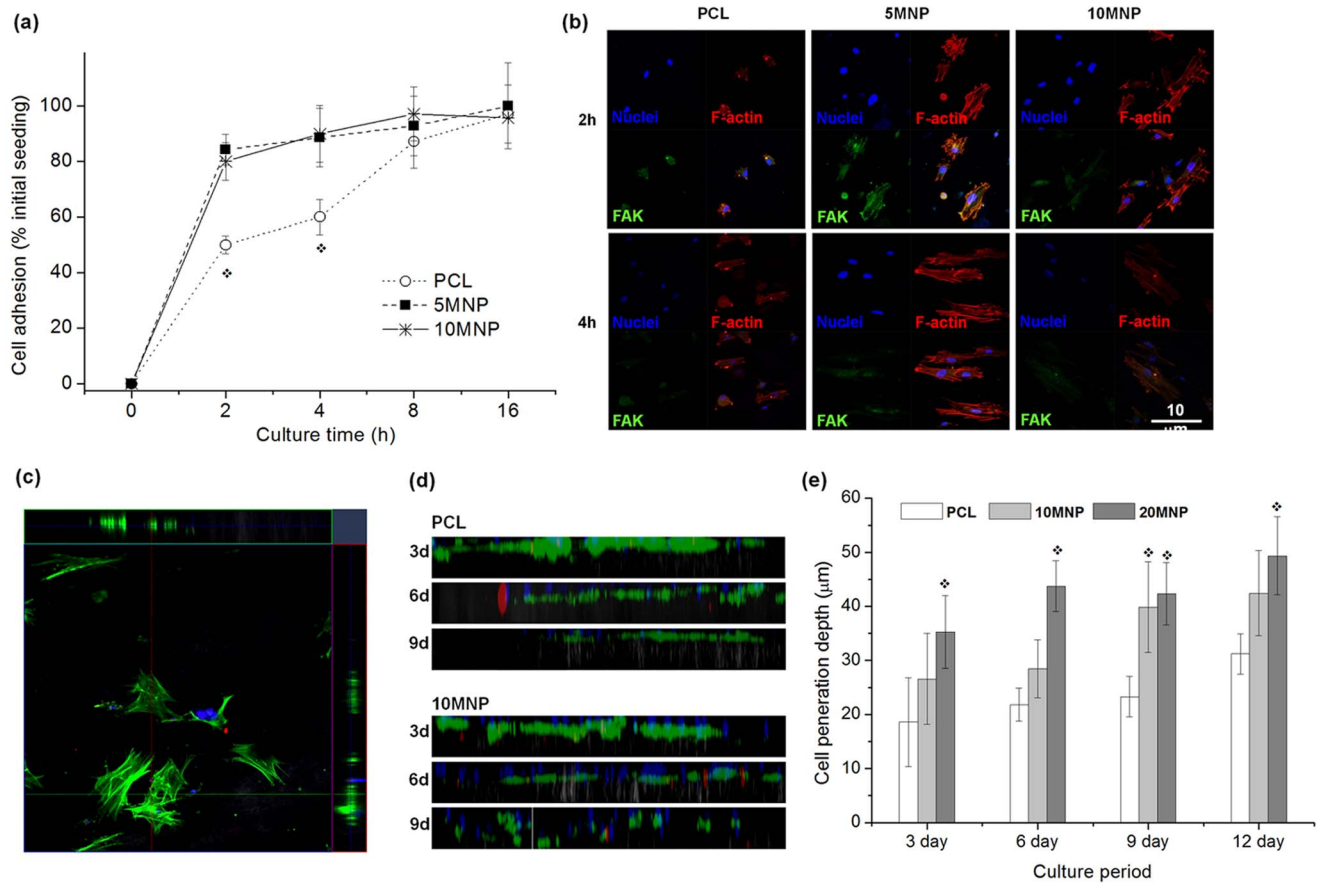 (a)
Cell adhesion (% initial seeding)
100
80
60
40
20
0
❖
❖
PCL
5MNP
10MNP
0
2
4
8
16
Culture time (h)
(b)
PCL
5MNP
10MNP
2h
Nuclei
F-actin
Nuclei
F-actin
Nuclei
F-actin
FAK
FAK
FAK
4h
Nuclei
F-actin
Nuclei
F-actin
Nuclei
F-actin
FAK
FAK
FAK
10
μm
(c)
(d)
PCL
3d
6d
9d
10MNP
3d
6d
9d
(e)
Cell peneration depth (μm)
60
50
40
30
20
10
0
PCL
10MNP
20MNP
❖
❖
❖ ❖
❖
3 day
6 day
9 day
12 day
Culture period